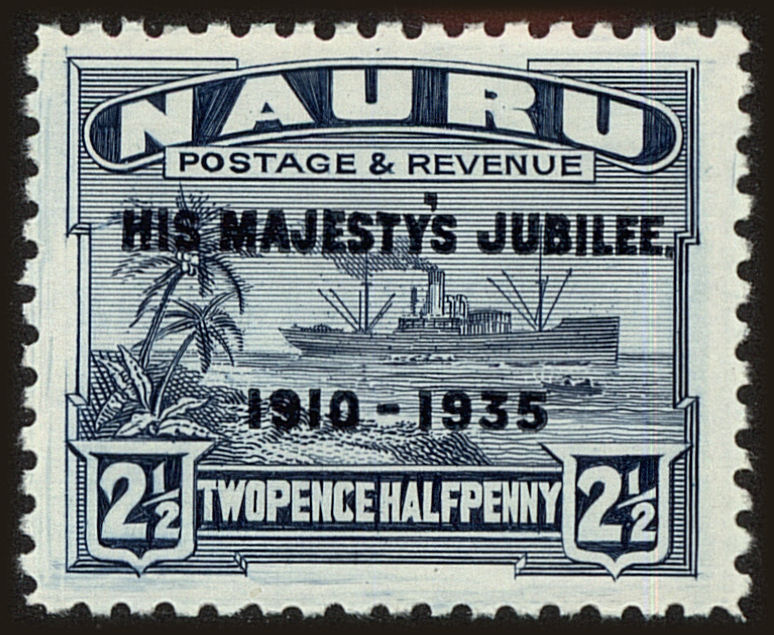 NAURU
POSTAGE & REVENUE
HIS MAJESTY'S JUBILEE.
1910 - 1935
2½ TWOPENCE HALFPENNY 2½